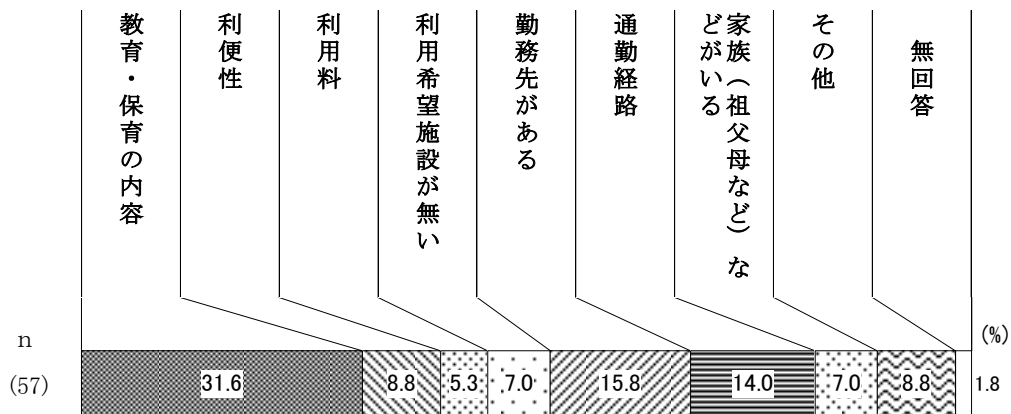 教育・保育の内容
利便性
利用料
利用希望施設が無い
勤務先がある
通勤経路
家族（祖父母など）な
どがいる
その他
無回答
n
(%)
(57)
31.6
8.8
5.3
7.0
15.8
14.0
7.0
8.8
1.8